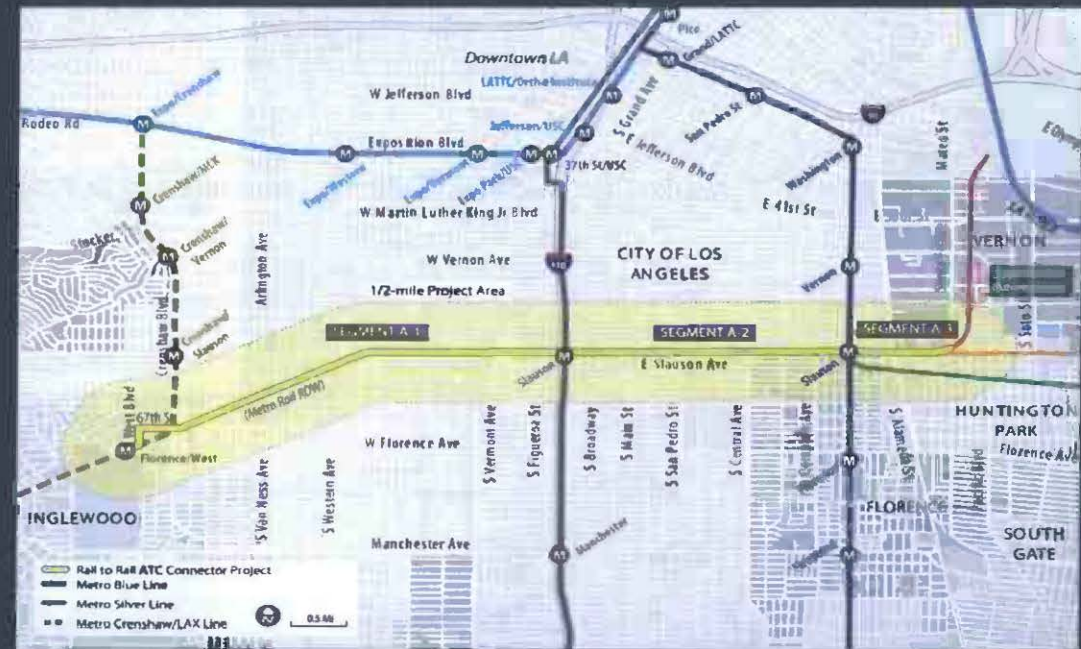 Pico
Downtown LA
Grand/LATTC
LATTC/Ortho Institute
W Jefferson Blvd
Expo/Crenshaw
Rodeo Rd
Jefferson/USC
S Grand Ave
San Pedro St
Exposition Blvd
E Jefferson Blvd
37th St/USC
Expo/Western
Expo/Vermont
Expo Park/USC
Washington
Crenshaw/MLK
W Martin Luther King Jr Blvd
E 41st St
Stocker
Crenshaw/
Vernon
Arlington Ave
W Vernon Ave
110
CITY OF LOS
ANGELES
Vernon
VERNON
S Soto St
1/2-mile Project Area
SEGMENT A-1
SEGMENT A-2
SEGMENT A-3
Crenshaw Blvd
Crenshaw/
Slauson
Slauson
E Slauson Ave
Slauson
West Blvd
67th St
(Metro Rail ROW)
Florence/West
W Florence Ave
S Van Ness Ave
S Western Ave
S Vermont Ave
S Figueroa St
S Broadway
S Main St
S San Pedro St
S Central Ave
S Alameda St
HUNTINGTON
PARK
Florence Ave
INGLEWOOD
Manchester Ave
Manchester
Florence
FLORENCE
SOUTH
GATE
Rail to Rail ATC Connector Project
Metro Blue Line
Metro Silver Line
Metro Crenshaw/LAX Line
0.5 Mi